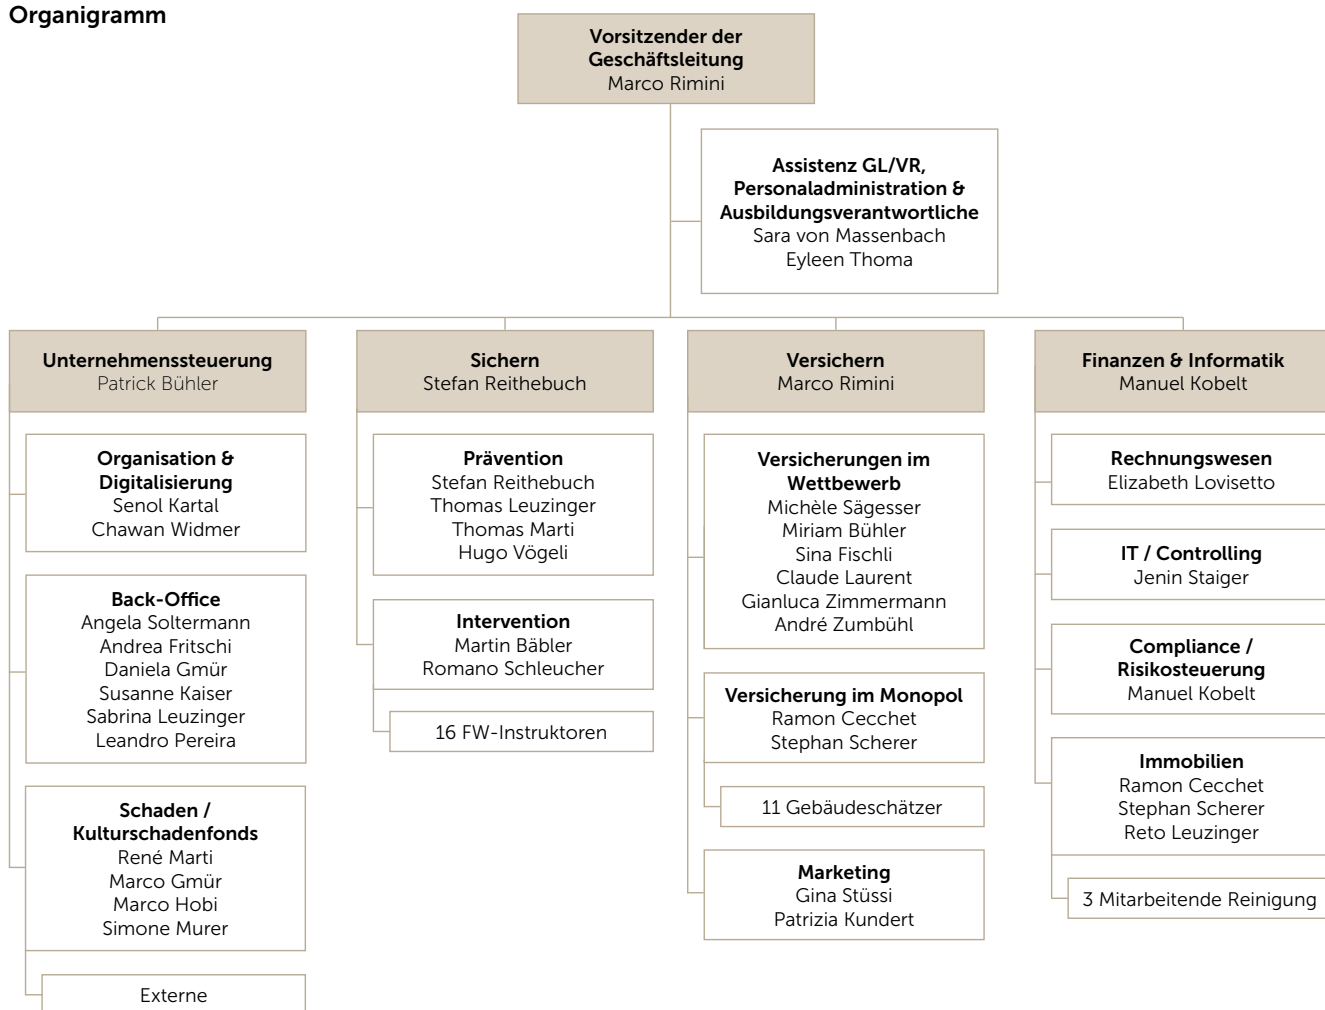 Organigramm
Vorsitzender der
Geschäftsleitung
Marco Rimini
Assistenz GL/VR,
Personaladministration &
Ausbildungsverantwortliche
Sara von Massenbach
Eyleen Thoma
Unternehmenssteuerung
Patrick Bühler
Organisation &
Digitalisierung
Senol Kartal
Chawan Widmer
Back-Office
Angela Soltermann
Andrea Fritschi
Daniela Gmür
Susanne Kaiser
Sabrina Leuzinger
Leandro Pereira
Schaden /
Kulturschadenfonds
René Marti
Marco Gmür
Marco Hobi
Simone Murer
Externe
Sichern
Stefan Reithebuch
Prävention
Stefan Reithebuch
Thomas Leuzinger
Thomas Marti
Hugo Vögeli
Intervention
Martin Bäbler
Romano Schleucher
16 FW-Instruktoren
Versichern
Marco Rimini
Versicherungen im
Wettbewerb
Michèle Sägesser
Miriam Bühler
Sina Fischli
Claude Laurent
Gianluca Zimmermann
André Zumbühl
Versicherung im Monopol
Ramon Cecchet
Stephan Scherer
11 Gebäudeschätzer
Marketing
Gina Stüssi
Patrizia Kundert
Finanzen & Informatik
Manuel Kobelt
Rechnungswesen
Elizabeth Lovisetto
IT / Controlling
Jenin Staiger
Compliance /
Risikosteuerung
Manuel Kobelt
Immobilien
Ramon Cecchet
Stephan Scherer
Reto Leuzinger
3 Mitarbeitende Reinigung